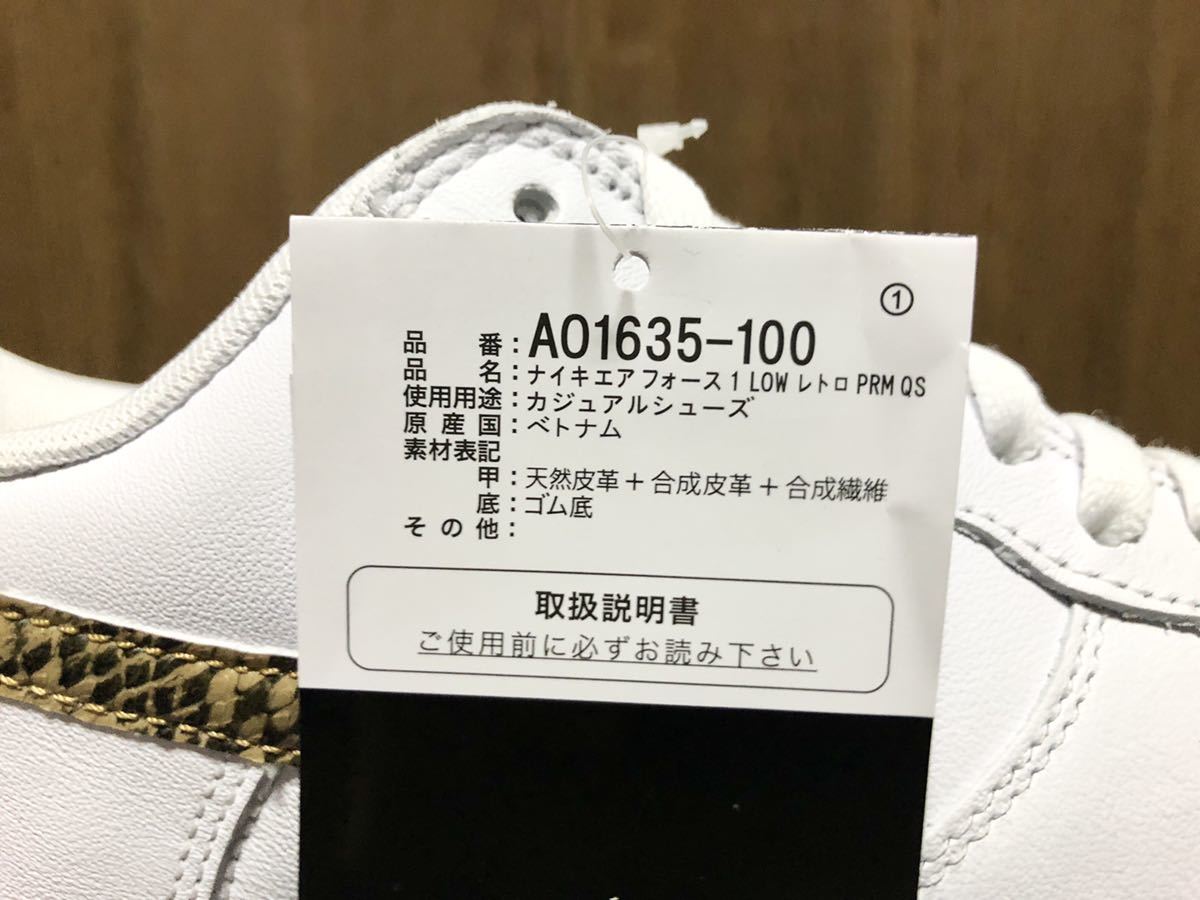 ①
品番：AO1635-100
品名：ナイキエアフォース 1 LOW レトロ PRM QS
使用用途：カジュアルシューズ
原産国：ベトナム
素材表記
甲：天然皮革＋合成皮革＋合成繊維
底：ゴム底
その他：
取扱説明書
ご使用前に必ずお読み下さい